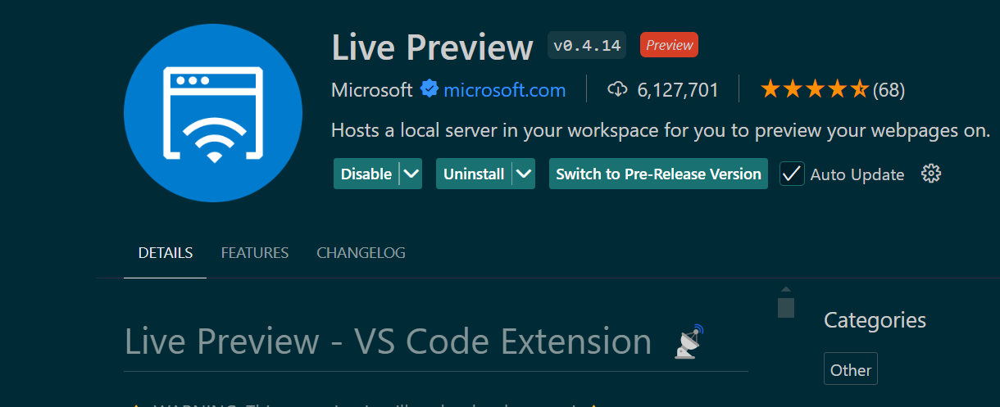 Live Preview v0.4.14 Preview
Microsoft microsoft.com 6,127,701 (68)
Hosts a local server in your workspace for you to preview your webpages on.
Disable Uninstall Switch to Pre-Release Version Auto Update
DETAILS FEATURES CHANGELOG
Live Preview - VS Code Extension
Categories
Other